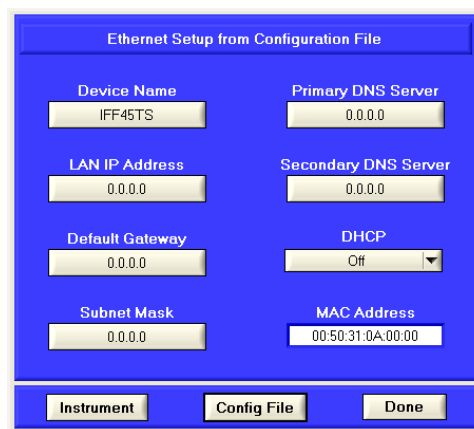 Ethernet Setup from Configuration File
Device Name
IFF45TS
Primary DNS Server
0.0.0.0
LAN IP Address
0.0.0.0
Secondary DNS Server
0.0.0.0
Default Gateway
0.0.0.0
DHCP
Off
Subnet Mask
0.0.0.0
MAC Address
00:50:31:0A:00:00
Instrument
Config File
Done